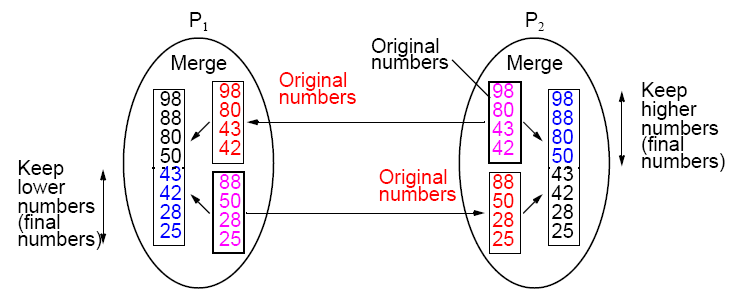 P1
P2
Merge
Merge
Original
numbers
Original
numbers
98
88
80
50
43
42
28
25
98
80
43
42
88
50
28
25
98
80
43
42
88
50
28
25
98
88
80
50
43
42
28
25
Keep
higher
numbers
(final
numbers)
Keep
lower
numbers
(final
numbers)
Original
numbers